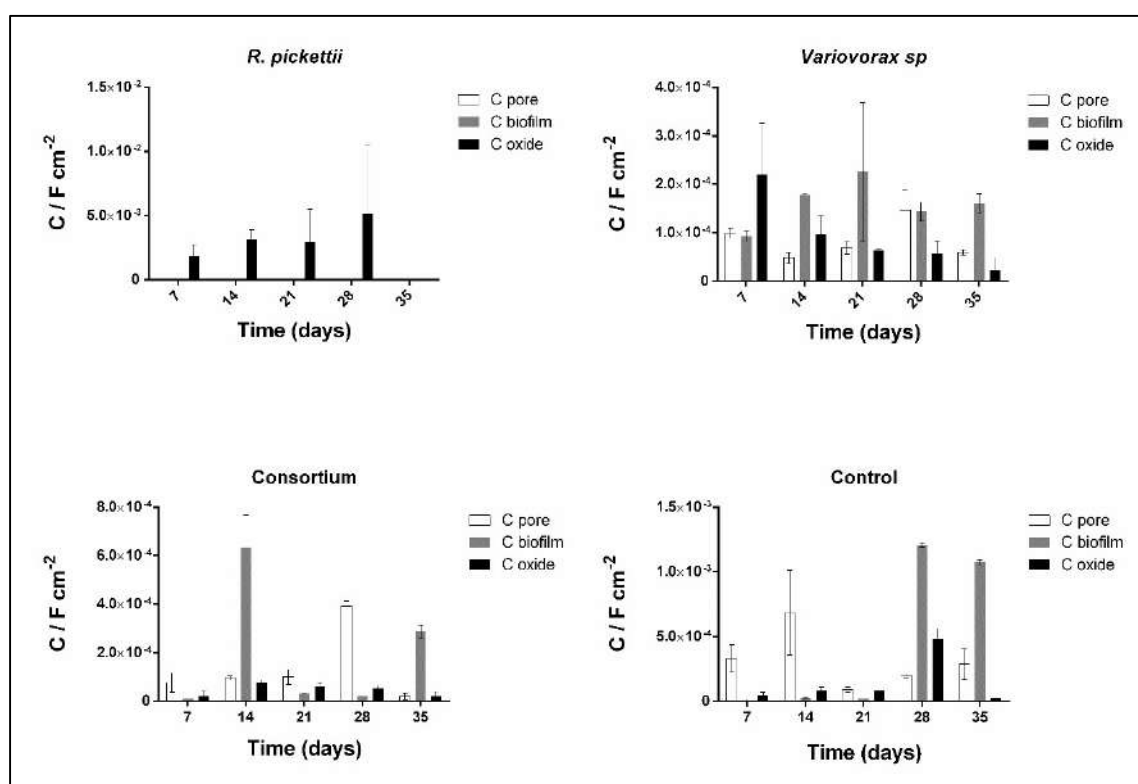 R. pickettii
1.5×10⁻²
1.0×10⁻²
5.0×10⁻³
0
C / F cm⁻²
C pore
C biofilm
C oxide
7
14
21
28
35
Time (days)
Variovorax sp
4.0×10⁻⁴
3.0×10⁻⁴
2.0×10⁻⁴
1.0×10⁻⁴
0
C / F cm⁻²
C pore
C biofilm
C oxide
7
14
21
28
35
Time (days)
Consortium
8.0×10⁻⁴
6.0×10⁻⁴
4.0×10⁻⁴
2.0×10⁻⁴
0
C / F cm⁻²
C pore
C biofilm
C oxide
7
14
21
28
35
Time (days)
Control
1.5×10⁻³
1.0×10⁻³
5.0×10⁻⁴
0
C / F cm⁻²
C pore
C biofilm
C oxide
7
14
21
28
35
Time (days)